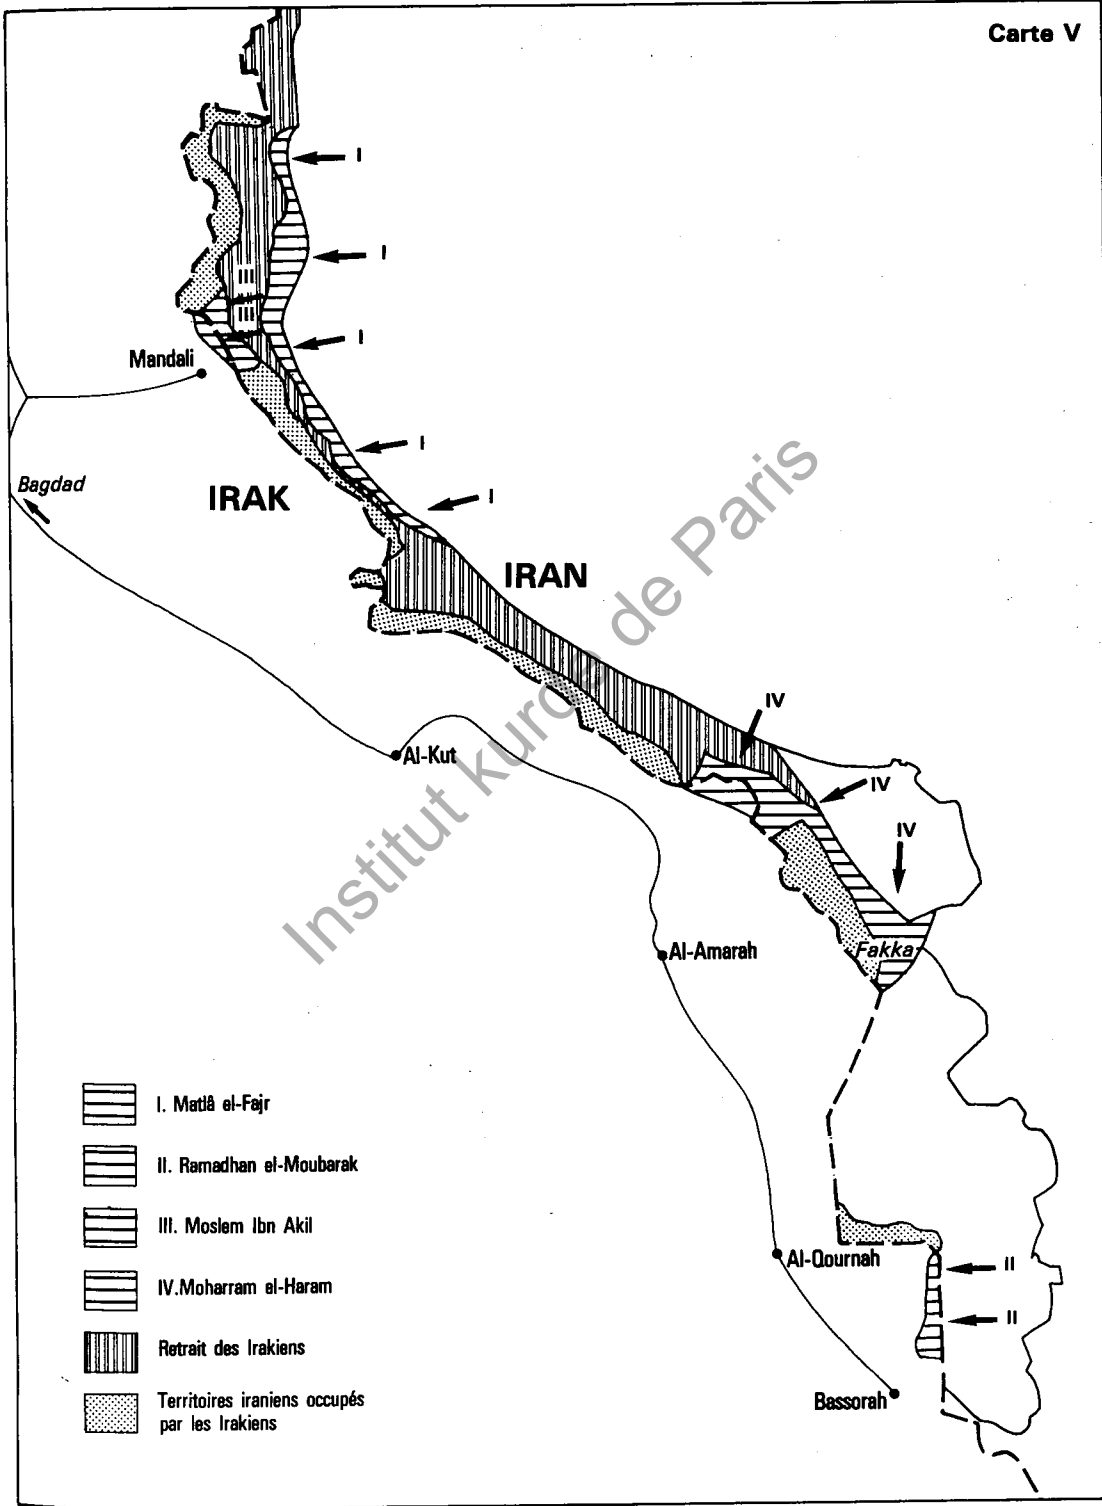 Carte V
I
I
III
III
I
Mandali
I
Bagdad
IRAK
I
IRAN
IV
Al-Kut
IV
IV
Al-Amarah
Fakka
Al-Qournah
II
II
Bassorah
I. Matlâ el-Fajr
II. Ramadhan el-Moubarak
III. Moslem Ibn Akil
IV.Moharram el-Haram
Retrait des Irakiens
Territoires iraniens occupés
par les Irakiens
Institut kurde de Paris